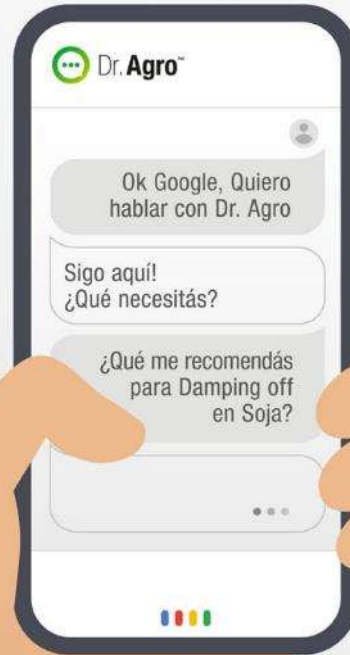 Dr. Agro™
Ok Google, Quiero
hablar con Dr. Agro
Sigo aquí!
¿Qué necesitás?
¿Qué me recomendás
para Damping off
en Soja?